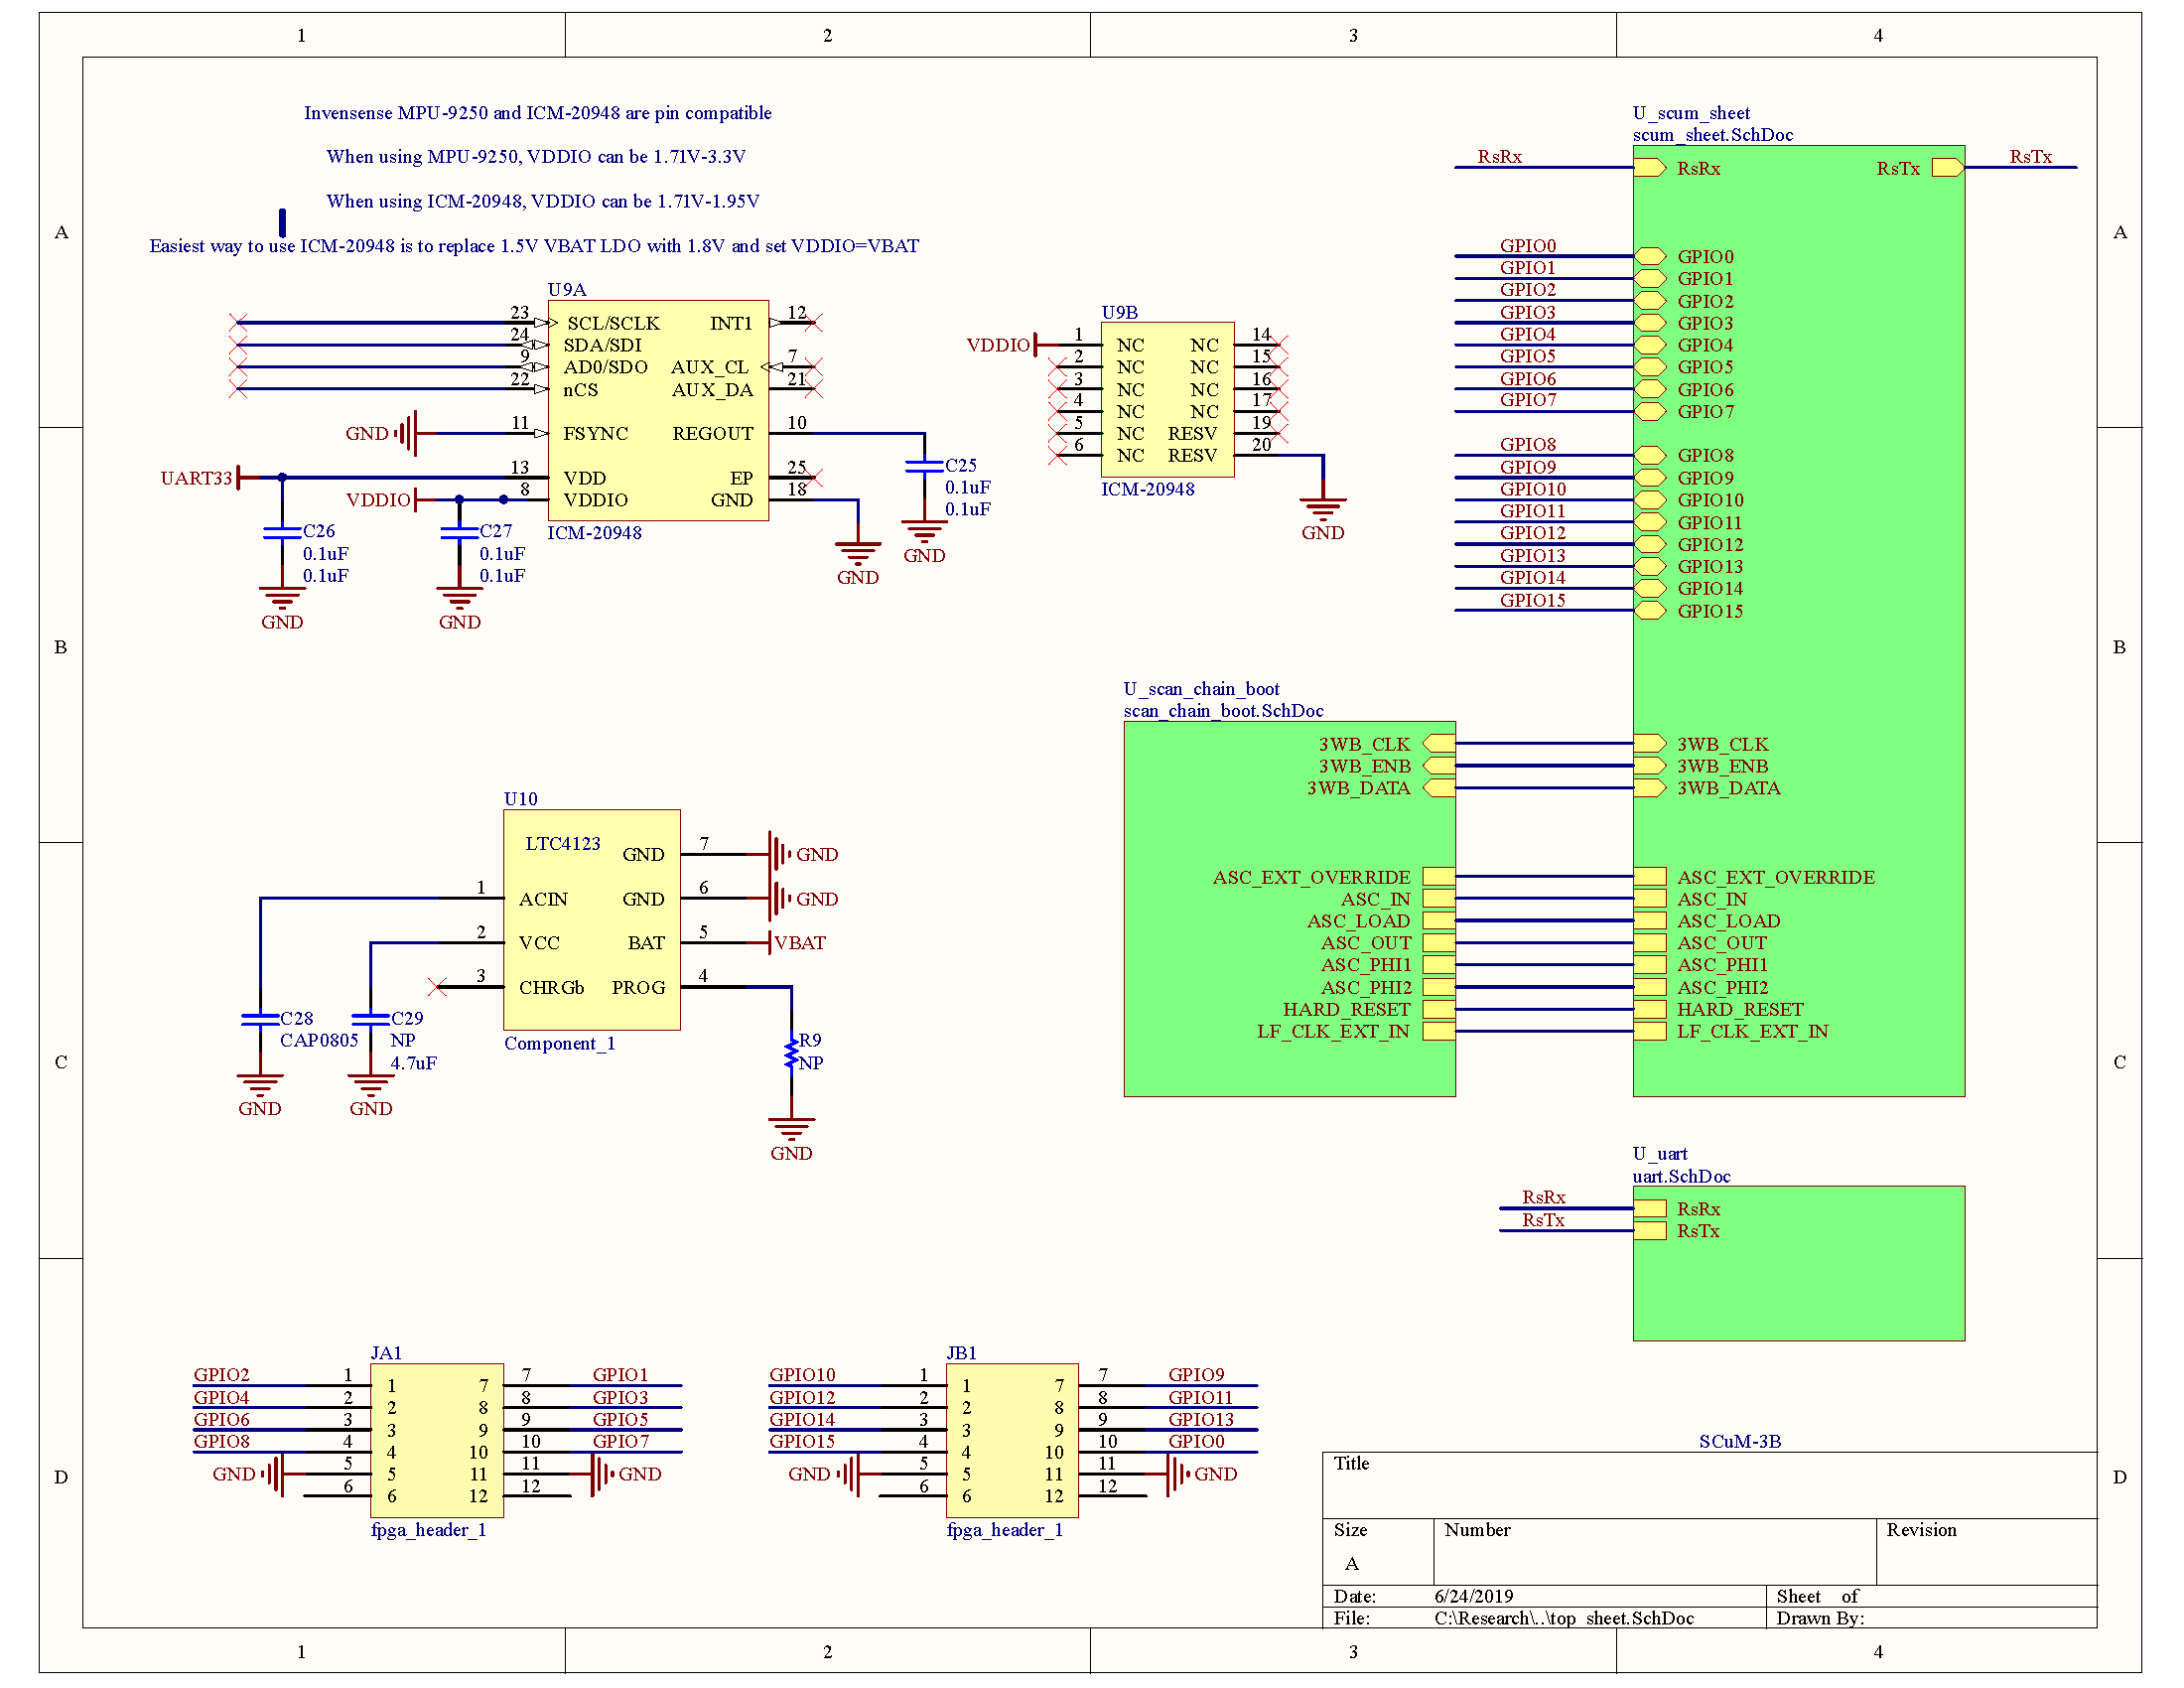 1 2 3 4
A A
B B
C C
D D
Invensense MPU-9250 and ICM-20948 are pin compatible
When using MPU-9250, VDDIO can be 1.71V-3.3V
When using ICM-20948, VDDIO can be 1.71V-1.95V
Easiest way to use ICM-20948 is to replace 1.5V VBAT LDO with 1.8V and set VDDIO=VBAT
U9A
23 SCL/SCLK INT1 12
24 SDA/SDI
9 AD0/SDO AUX_CL 7
22 nCS AUX_DA 21
GND 11 FSYNC REGOUT 10
UART33 13 VDD EP 25
VDDIO 8 VDDIO GND 18
ICM-20948
C26
0.1uF
0.1uF
GND
C27
0.1uF
0.1uF
GND
GND
C25
0.1uF
0.1uF
GND
U9B
VDDIO 1 NC NC 14
2 NC NC 15
3 NC NC 16
4 NC NC 17
5 NC RESV 19
6 NC RESV 20
ICM-20948
GND
U_scum_sheet
scum_sheet.SchDoc
RsRx RsRx RsTx RsTx
GPIO0 GPIO0
GPIO1 GPIO1
GPIO2 GPIO2
GPIO3 GPIO3
GPIO4 GPIO4
GPIO5 GPIO5
GPIO6 GPIO6
GPIO7 GPIO7
GPIO8 GPIO8
GPIO9 GPIO9
GPIO10 GPIO10
GPIO11 GPIO11
GPIO12 GPIO12
GPIO13 GPIO13
GPIO14 GPIO14
GPIO15 GPIO15
U_scan_chain_boot
scan_chain_boot.SchDoc
3WB_CLK 3WB_CLK
3WB_ENB 3WB_ENB
3WB_DATA 3WB_DATA
ASC_EXT_OVERRIDE ASC_EXT_OVERRIDE
ASC_IN ASC_IN
ASC_LOAD ASC_LOAD
ASC_OUT ASC_OUT
ASC_PHI1 ASC_PHI1
ASC_PHI2 ASC_PHI2
HARD_RESET HARD_RESET
LF_CLK_EXT_IN LF_CLK_EXT_IN
U10
LTC4123
GND 7 GND
1 ACIN GND 6 GND
2 VCC BAT 5 VBAT
3 CHRGb PROG 4
Component_1
C28
CAP0805
GND
C29
NP
4.7uF
GND
R9
NP
GND
U_uart
uart.SchDoc
RsRx RsRx
RsTx RsTx
JA1
GPIO2 1 1 7 7 GPIO1
GPIO4 2 2 8 8 GPIO3
GPIO6 3 3 9 9 GPIO5
GPIO8 4 4 10 10 GPIO7
GND 5 5 11 11 GND
6 6 12 12
fpga_header_1
JB1
GPIO10 1 1 7 7 GPIO9
GPIO12 2 2 8 8 GPIO11
GPIO14 3 3 9 9 GPIO13
GPIO15 4 4 10 10 GPIO0
GND 5 5 11 11 GND
6 6 12 12
fpga_header_1
SCuM-3B
Title
Size Number Revision
A
Date: 6/24/2019 Sheet of
File: C:\Research\..\top_sheet.SchDoc Drawn By:
1 2 3 4